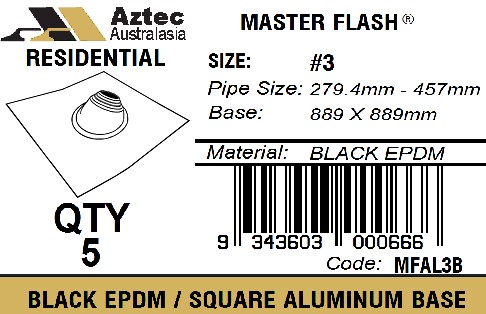 Aztec
Australasia
RESIDENTIAL
QTY
5
MASTER FLASH®
SIZE: #3
Pipe Size: 279.4mm - 457mm
Base: 889 X 889mm
Material: BLACK EPDM
9 343603 000666
Code: MFAL3B
BLACK EPDM / SQUARE ALUMINUM BASE